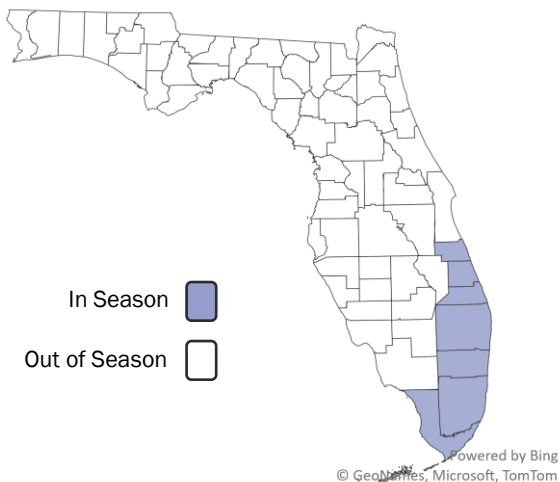 In Season
Out of Season
Powered by Bing
© GeoNames, Microsoft, TomTom